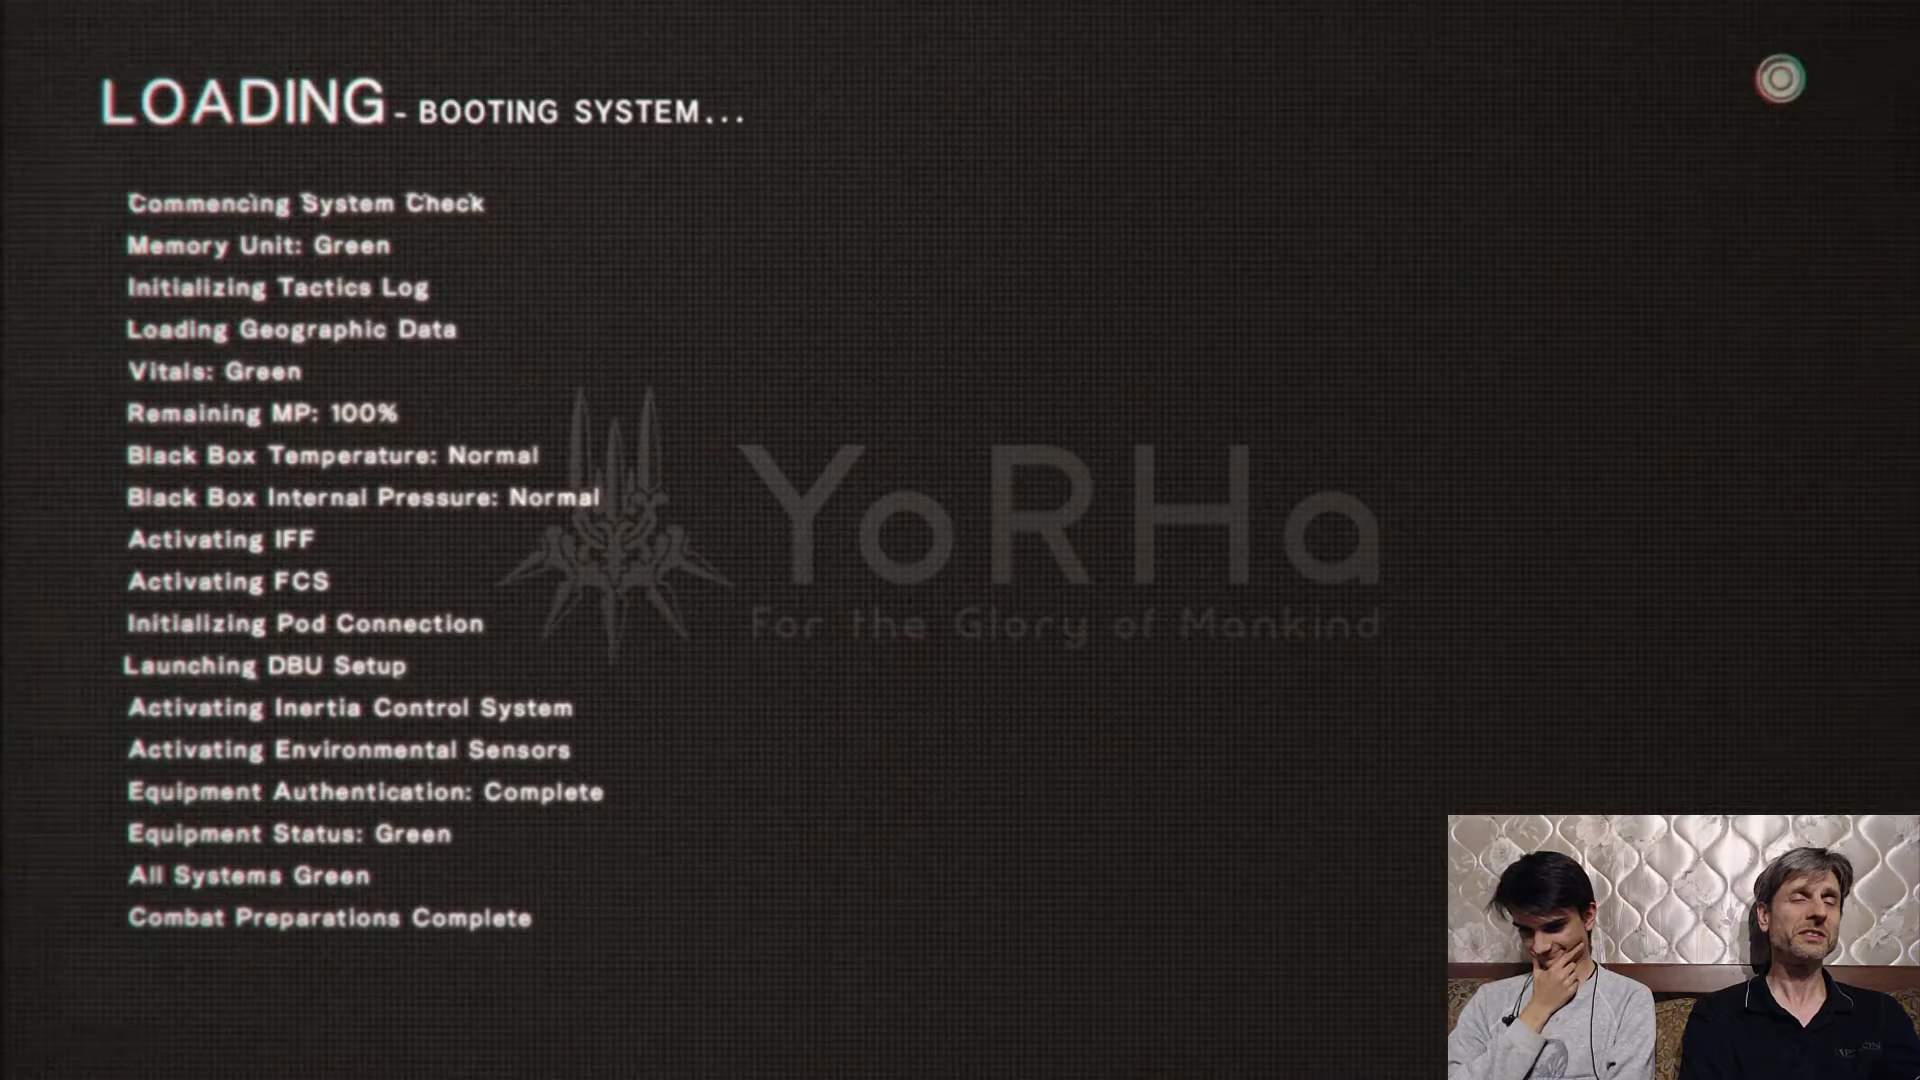 LOADING - BOOTING SYSTEM...
Commencing System Check
Memory Unit: Green
Initializing Tactics Log
Loading Geographic Data
Vitals: Green
Remaining MP: 100%
Black Box Temperature: Normal
Black Box Internal Pressure: Normal
Activating IFF
Activating FCS
Initializing Pod Connection
Launching DBU Setup
Activating Inertia Control System
Activating Environmental Sensors
Equipment Authentication: Complete
Equipment Status: Green
All Systems Green
Combat Preparations Complete
YoRHa
For the Glory of Mankind